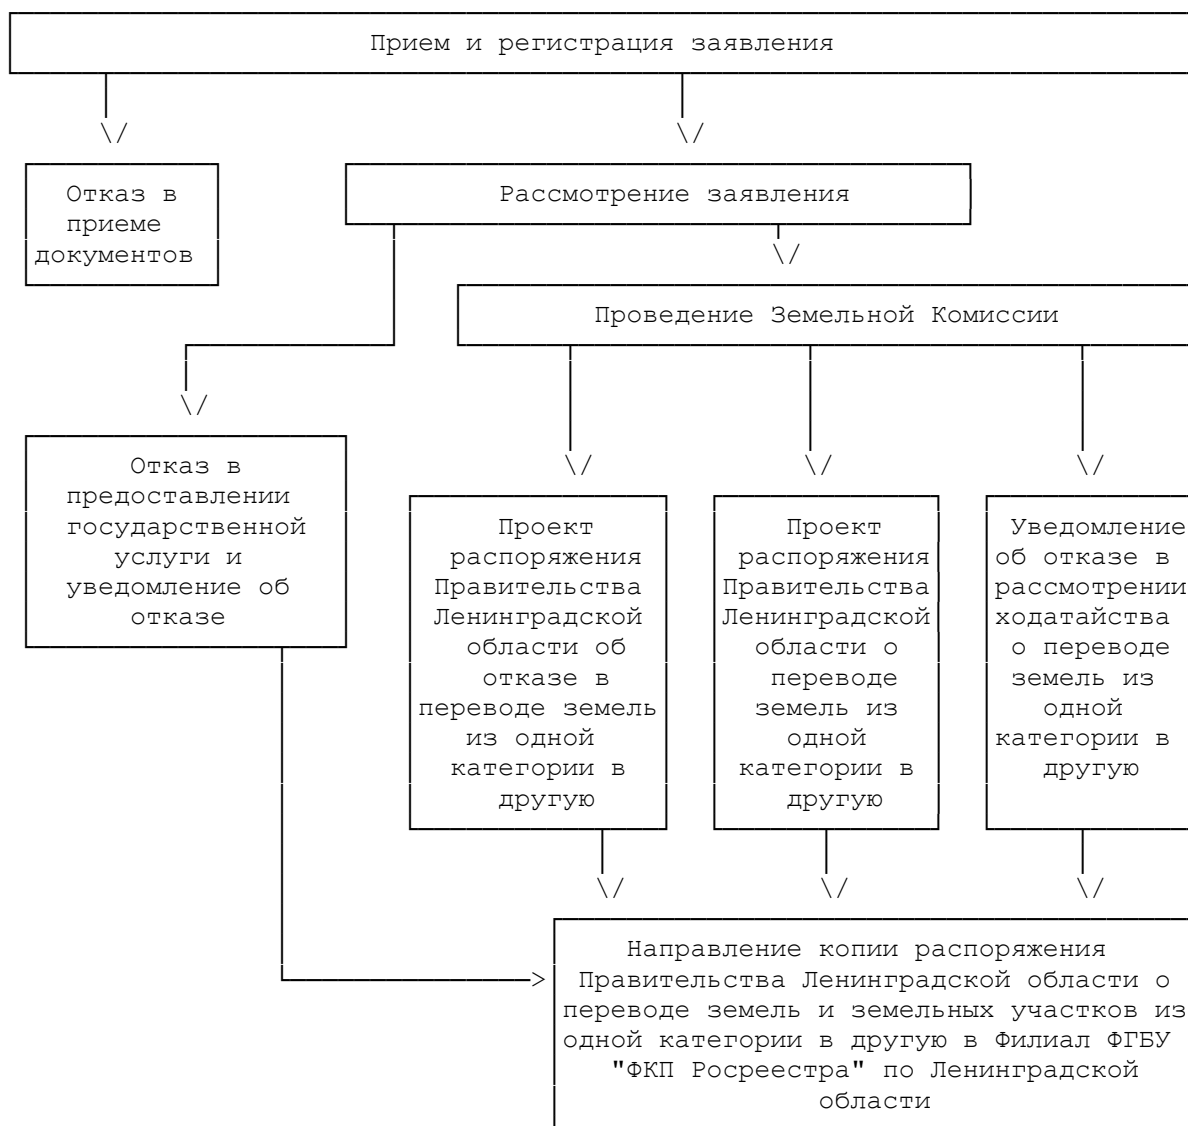 Прием и регистрация заявления
Отказ в
приеме
документов
Рассмотрение заявления
Проведение Земельной Комиссии
Отказ в
предоставлении
государственной
услуги и
уведомление об
отказе
Проект
распоряжения
Правительства
Ленинградской
области об
отказе в
переводе земель
из одной
категории в
другую
Проект
распоряжения
Правительства
Ленинградской
области о
переводе
земель из
одной
категории в
другую
Уведомление
об отказе в
рассмотрении
ходатайства
о переводе
земель из
одной
категории в
другую
Направление копии распоряжения
Правительства Ленинградской области о
переводе земель и земельных участков из
одной категории в другую в Филиал ФГБУ
"ФКП Росреестра" по Ленинградской
области